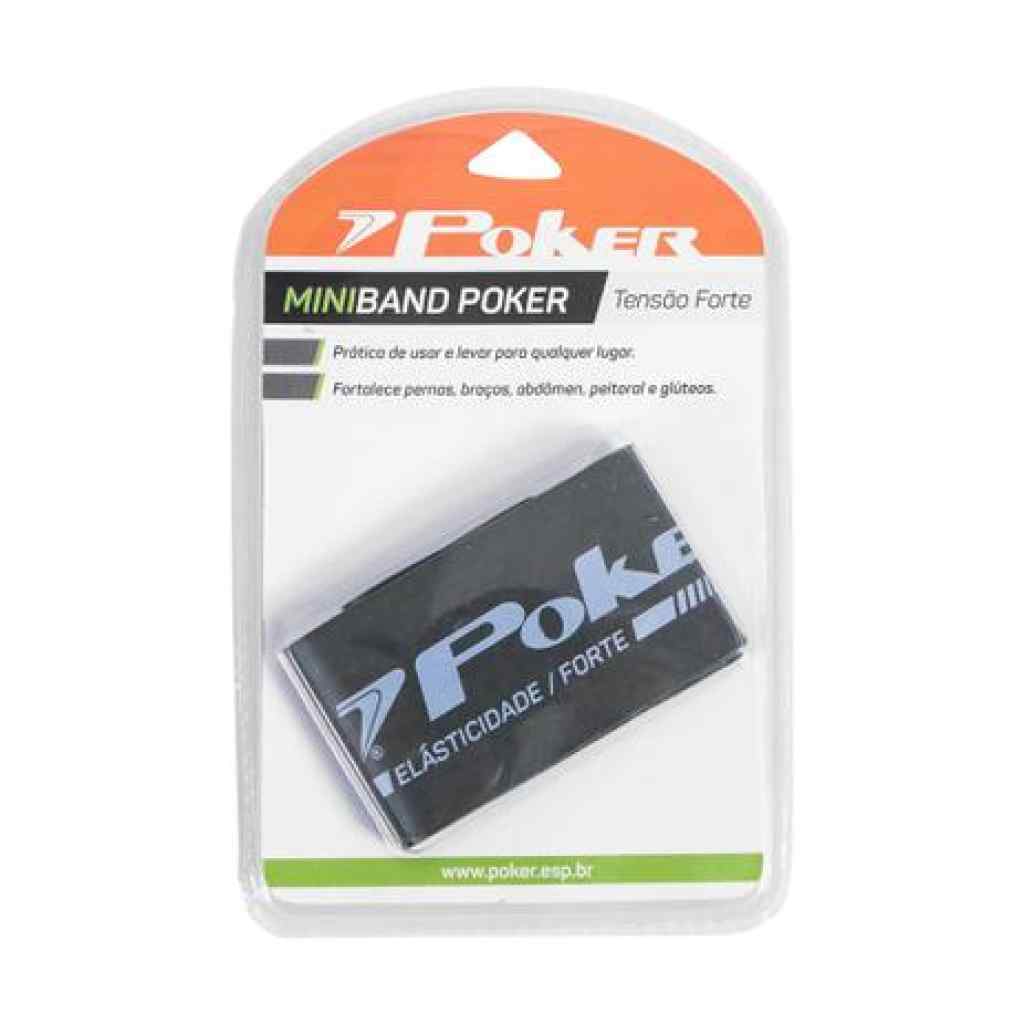 POKER
MINIBAND POKER Tensão Forte
Prática de usar e levar para qualquer lugar.
Fortalece pernas, braços, abdômen, peitoral e glúteos.
POKE
®
ELÁSTICIDADE / FORTE
www.poker.esp.br